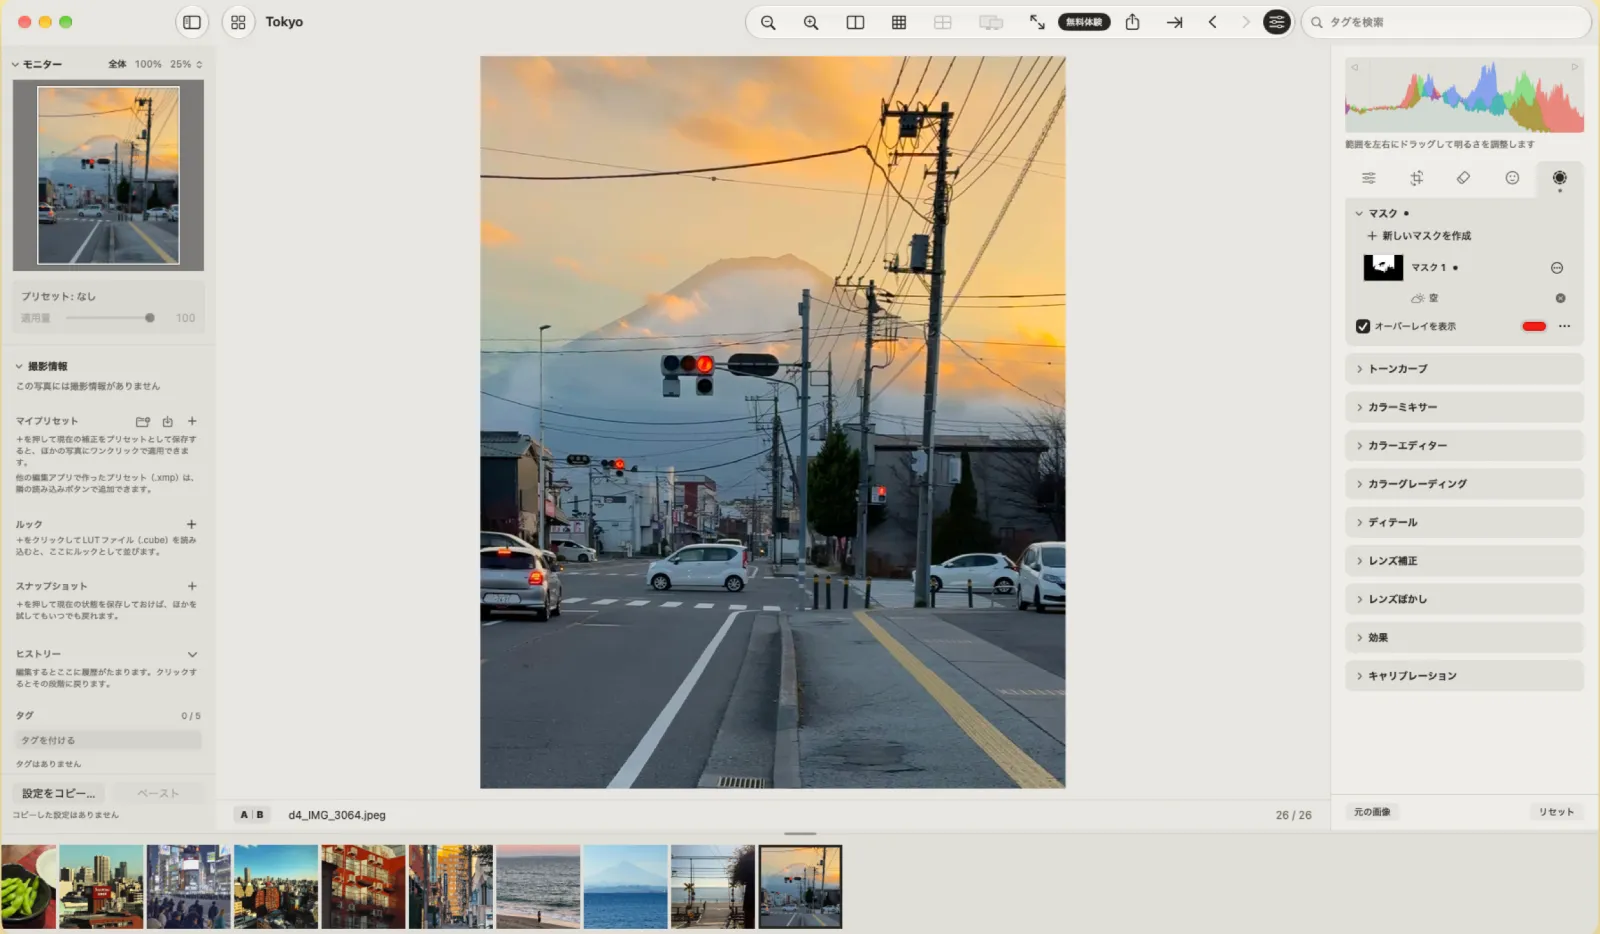 Tokyo
無料体験
タグを検索
モニター
全体 100% 25%
プリセット: なし
適用量 100
撮影情報
この写真には撮影情報がありません
マイプリセット
+を押して現在の補正をプリセットとして保存す
ると、ほかの写真にワンクリックで適用できま
す。
他の編集アプリで作ったプリセット (.xmp) は、
隣の読み込みボタンで追加できます。
ルック
+をクリックしてLUTファイル (.cube) を読み
込むと、ここにルックとして並びます。
スナップショット
+を押して現在の状態を保存しておけば、ほかを
試してもいつでも戻れます。
ヒストリー
編集するとここに履歴がたまります。クリックす
るとその段階に戻ります。
タグ 0 / 5
タグを付ける
タグはありません
設定をコピー... ペースト
コピーした設定はありません
A | B d4_IMG_3064.jpeg 26 / 26
範囲を左右にドラッグして明るさを調整します
マスク
+ 新しいマスクを作成
マスク 1
空
オーバーレイを表示
トーンカーブ
カラーミキサー
カラーエディター
カラーグレーディング
ディテール
レンズ補正
レンズぼかし
効果
キャリブレーション
元の画像 リセット